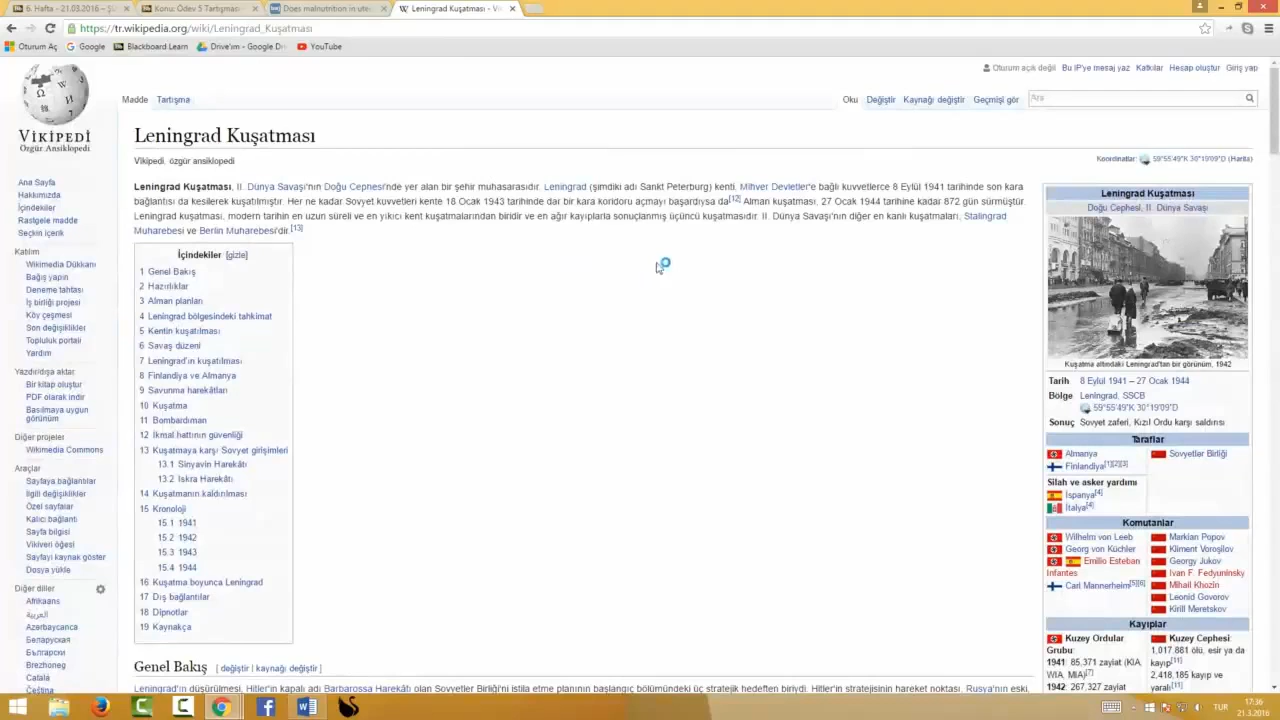 6. Hafta - 21.03.2016 – Şi
Konu: Ödev 5 Tartışması
Does malnutrition in ute
Leningrad Kuşatması - Vi
https://tr.wikipedia.org/wiki/Leningrad_Kuşatması
Oturum Aç Google Blackboard Learn Drive'ım - Google Dr YouTube
Oturum açık değil Bu IP'ye mesaj yaz Katkılar Hesap oluştur Giriş yap
Madde Tartışma Oku Değiştir Kaynağı değiştir Geçmişi gör Ara
VİKİPEDİ
Özgür Ansiklopedi
Ana Sayfa
Hakkımızda
İçindekiler
Rastgele madde
Seçkin içerik
Katılım
Wikimedia Dükkanı
Bağış yapın
Deneme tahtası
İş birliği projesi
Köy çeşmesi
Son değişiklikler
Topluluk portali
Yardım
Yazdır/dışa aktar
Bir kitap oluştur
PDF olarak indir
Basılmaya uygun
görünüm
Diğer projeler
Wikimedia Commons
Araçlar
Sayfaya bağlantılar
İlgili değişiklikler
Özel sayfalar
Kalıcı bağlantı
Sayfa bilgisi
Vikiveri öğesi
Sayfayı kaynak göster
Dosya yükle
Diğer diller
Afrikaans
العربية
Azərbaycanca
Беларуская
Български
Brezhoneg
Català
Čeština
Leningrad Kuşatması
Vikipedi, özgür ansiklopedi
Koordinatlar: 59°55′49″K 30°19′09″D (Harita)
Leningrad Kuşatması, II. Dünya Savaşı'nın Doğu Cephesi'nde yer alan bir şehir muhasarasıdır. Leningrad (şimdiki adı Sankt Peterburg) kenti, Mihver Devletler'e bağlı kuvvetlerce 8 Eylül 1941 tarihinde son kara
bağlantısı da kesilerek kuşatılmıştır. Her ne kadar Sovyet kuvvetleri kente 18 Ocak 1943 tarihinde dar bir kara koridoru açmayı başardıysa da[12] Alman kuşatması, 27 Ocak 1944 tarihine kadar 872 gün sürmüştür.
Leningrad kuşatması, modern tarihin en uzun süreli ve en yıkıcı kent kuşatmalarından biridir ve en ağır kayıplarla sonuçlanmış üçüncü kuşatmasıdır. II. Dünya Savaşı'nın diğer en kanlı kuşatmaları, Stalingrad
Muharebesi ve Berlin Muharebesi'dir.[13]
İçindekiler [gizle]
1 Genel Bakış
2 Hazırlıklar
3 Alman planları
4 Leningrad bölgesindeki tahkimat
5 Kentin kuşatılması
6 Savaş düzeni
7 Leningrad'ın kuşatılması
8 Finlandiya ve Almanya
9 Savunma harekâtları
10 Kuşatma
11 Bombardıman
12 İkmal hattının güvenliği
13 Kuşatmaya karşı Sovyet girişimleri
13.1 Sinyavin Harekâtı
13.2 Iskra Harekâtı
14 Kuşatmanın kaldırılması
15 Kronoloji
15.1 1941
15.2 1942
15.3 1943
15.4 1944
16 Kuşatma boyunca Leningrad
17 Dış bağlantılar
18 Dipnotlar
19 Kaynakça
Genel Bakış [ değiştir | kaynağı değiştir ]
Leningrad'ın düşürülmesi, Hitler'in kapalı adı Barbarossa Harekâtı olan Sovyetler Birliği'ni istila etme planının başlangıç bölümündeki üç stratejik hedeften biriydi. Hitler'in stratejisinin hareket noktası, Rusya'nın eski,
Leningrad Kuşatması
Doğu Cephesi, II. Dünya Savaşı
Kuşatma altındaki Leningrad'tan bir görünüm, 1942
Tarih 8 Eylül 1941 – 27 Ocak 1944
Bölge Leningrad, SSCB
59°55′49″K 30°19′09″D
Sonuç Sovyet zaferi, Kızıl Ordu karşı saldırısı
Taraflar
Almanya Sovyetler Birliği
Finlandiya[1][2][3]
Silah ve asker yardımı
İspanya[4]
İtalya[4]
Komutanlar
Wilhelm von Leeb Markian Popov
Georg von Küchler Kliment Voroşilov
Emilio Esteban Georgy Jukov
Infantes Ivan F. Fedyuninsky
Carl Mannerheim[5][6] Mihail Khozin
Leonid Govorov
Kirill Meretskov
Kayıplar
Kuzey Ordular Kuzey Cephesi:
Grubu: 1,017,881 ölü, esir ya da
1941: 85,371 zayiat (KIA, kayıp[11]
WIA, MIA)[7] 2,418,185 kayıp ve
1942: 267,327 zayiat yaralı[11]
TUR
17:36
21.3.2016